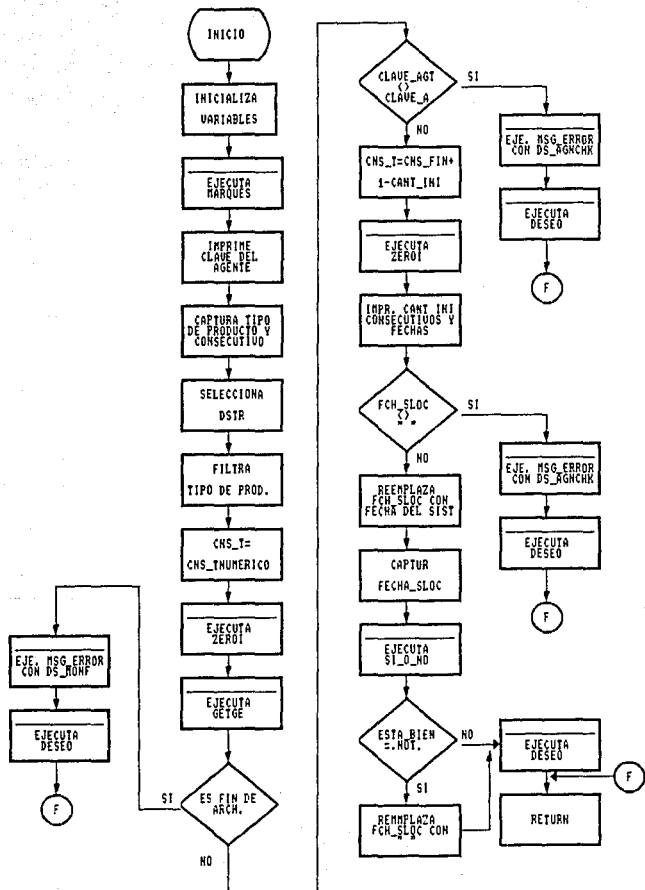 INICIO
INICIALIZA
VARIABLES
EJECUTA
MARQUES
IMPRIME
CLAVE DEL
AGENTE
CAPTURA TIPO
DE PRODUCTO Y
CONSECUTIVO
SELECCIONA
DSTR
FILTRA
TIPO DE PROD.
CNS_T=
CNS_TNUMERICO
EJECUTA
ZEROI
EJECUTA
GETGE
ES FIN DE
ARCH.
SI
NO
EJE. MSG_ERROR
CON DS_MONF
EJECUTA
DESEO
F
CLAVE_AGT
<>
CLAVE_A
SI
NO
EJE. MSG_ERROR
CON DS_AGNCHK
EJECUTA
DESEO
F
CNS_T=CNS_FIN+
1-CANT_INI
EJECUTA
ZEROI
IMPR. CANT INI
CONSECUTIVOS Y
FECHAS
FCH_SLOC
<>
" "
SI
NO
EJE. MSG_ERROR
CON DS_AGNCHK
EJECUTA
DESEO
F
REEMPLAZA
FCH_SLOC CON
FECHA DEL SIST
CAPTUR
FECHA_SLOC
EJECUTA
SI_O_NO
ESTA_BIEN
=.NOT.
NO
SI
EJECUTA
DESEO
F
REMMPLAZA
FCH_SLOC CON
" "
RETURN